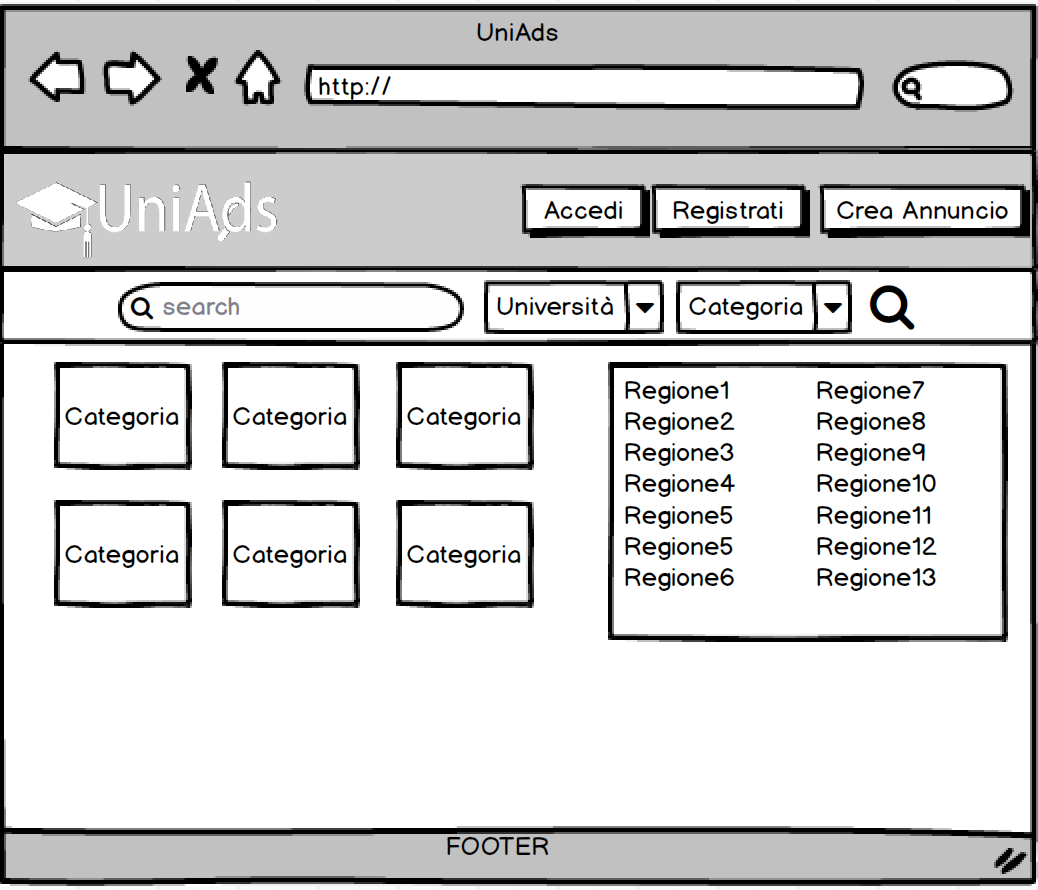 UniAds
http://
UniAds
Accedi Registrati Crea Annuncio
search Università Categoria
Categoria Categoria Categoria
Categoria Categoria Categoria
Regione1
Regione2
Regione3
Regione4
Regione5
Regione5
Regione6
Regione7
Regione8
Regione9
Regione10
Regione11
Regione12
Regione13
FOOTER